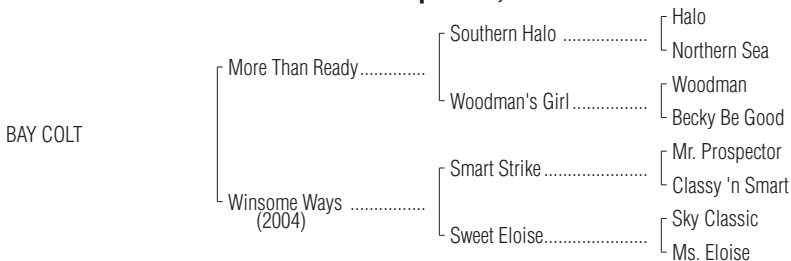 Halo
Southern Halo ..................
Northern Sea
More Than Ready..............
Woodman
Woodman's Girl................
Becky Be Good
BAY COLT
Mr. Prospector
Smart Strike......................
Classy 'n Smart
Winsome Ways ................
(2004)
Sky Classic
Sweet Eloise......................
Ms. Eloise